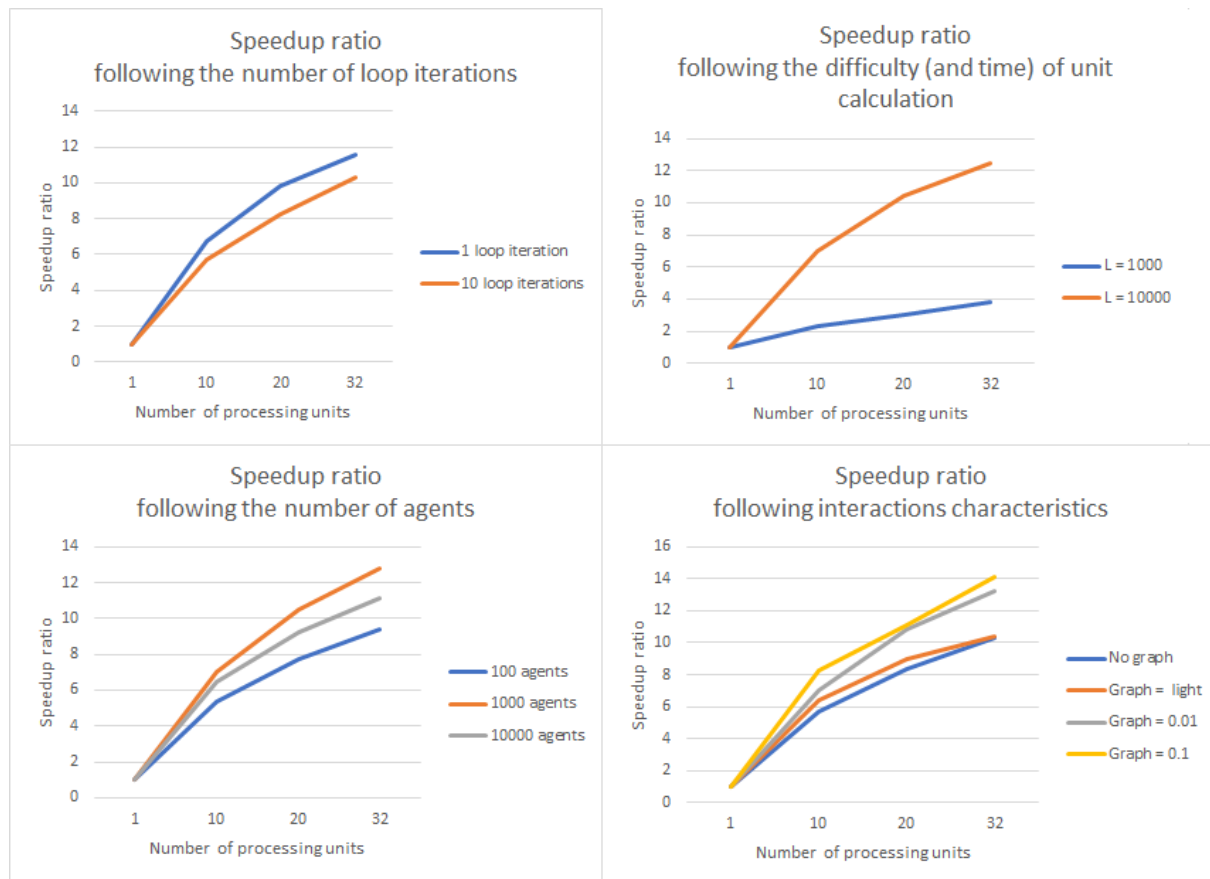 Speedup ratio
following the number of loop iterations
14
12
10
8
6
4
2
0
Speedup ratio
1 10 20 32
Number of processing units
1 loop iteration
10 loop iterations
Speedup ratio
following the difficulty (and time) of unit
calculation
14
12
10
8
6
4
2
0
Speedup ratio
1 10 20 32
Number of processing units
L = 1000
L = 10000
Speedup ratio
following the number of agents
14
12
10
8
6
4
2
0
Speedup ratio
1 10 20 32
Number of processing units
100 agents
1000 agents
10000 agents
Speedup ratio
following interactions characteristics
16
14
12
10
8
6
4
2
0
Speedup ratio
1 10 20 32
Number of processing units
No graph
Graph = light
Graph = 0.01
Graph = 0.1